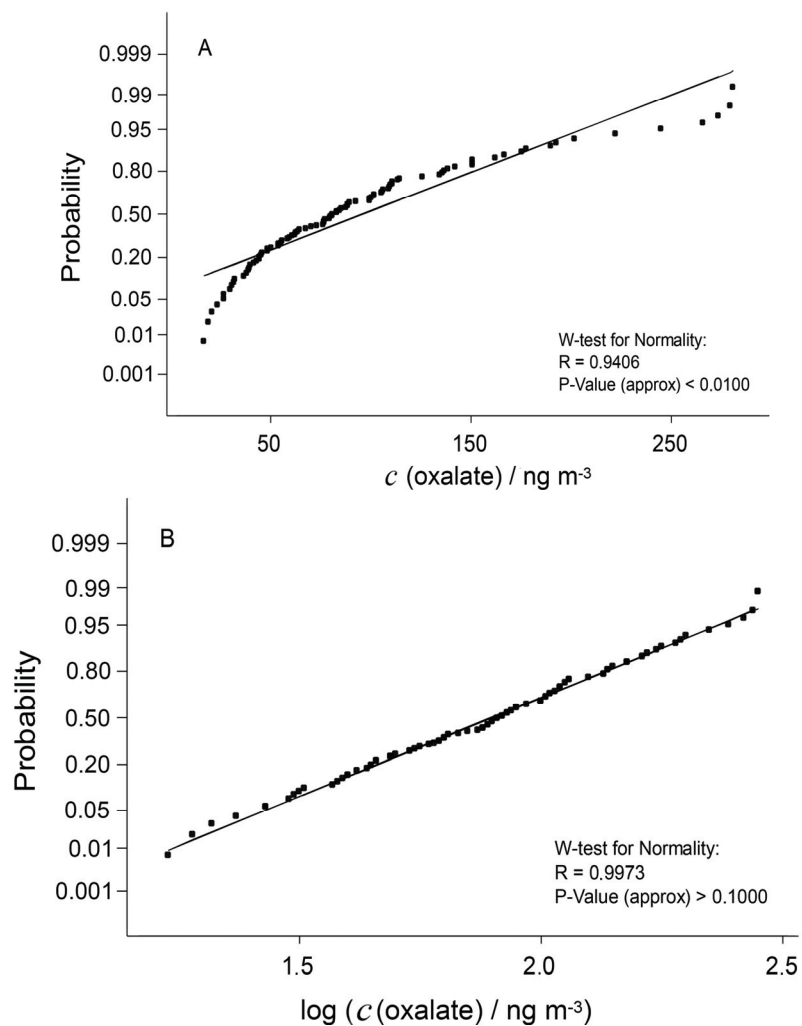 A
0.999
0.99
0.95
0.80
0.50
0.20
0.05
0.01
0.001
Probability
W-test for Normality:
R = 0.9406
P-Value (approx) < 0.0100
50 150 250
c (oxalate) / ng m-3
B
0.999
0.99
0.95
0.80
0.50
0.20
0.05
0.01
0.001
Probability
W-test for Normality:
R = 0.9973
P-Value (approx) > 0.1000
1.5 2.0 2.5
log (c (oxalate) / ng m-3)